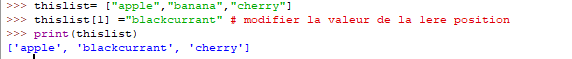 >>> thislist= ["apple","banana","cherry"]
>>> thislist[1] ="blackcurrant" # modifier la valeur de la 1ere position
>>> print(thislist)
['apple', 'blackcurrant', 'cherry']